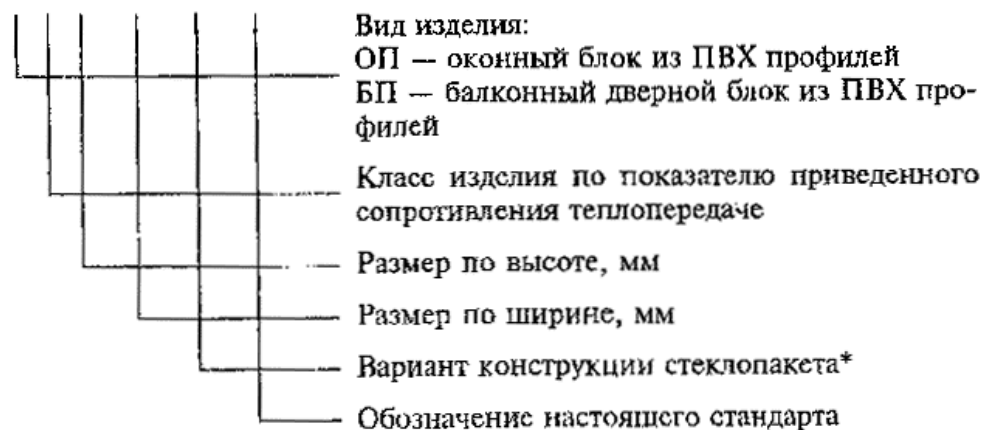 Вид изделия:
ОП — оконный блок из ПВХ профилей
БП — балконный дверной блок из ПВХ про-
филей
Класс изделия по показателю приведенного
сопротивления теплопередаче
Размер по высоте, мм
Размер по ширине, мм
Вариант конструкции стеклопакета*
Обозначение настоящего стандарта